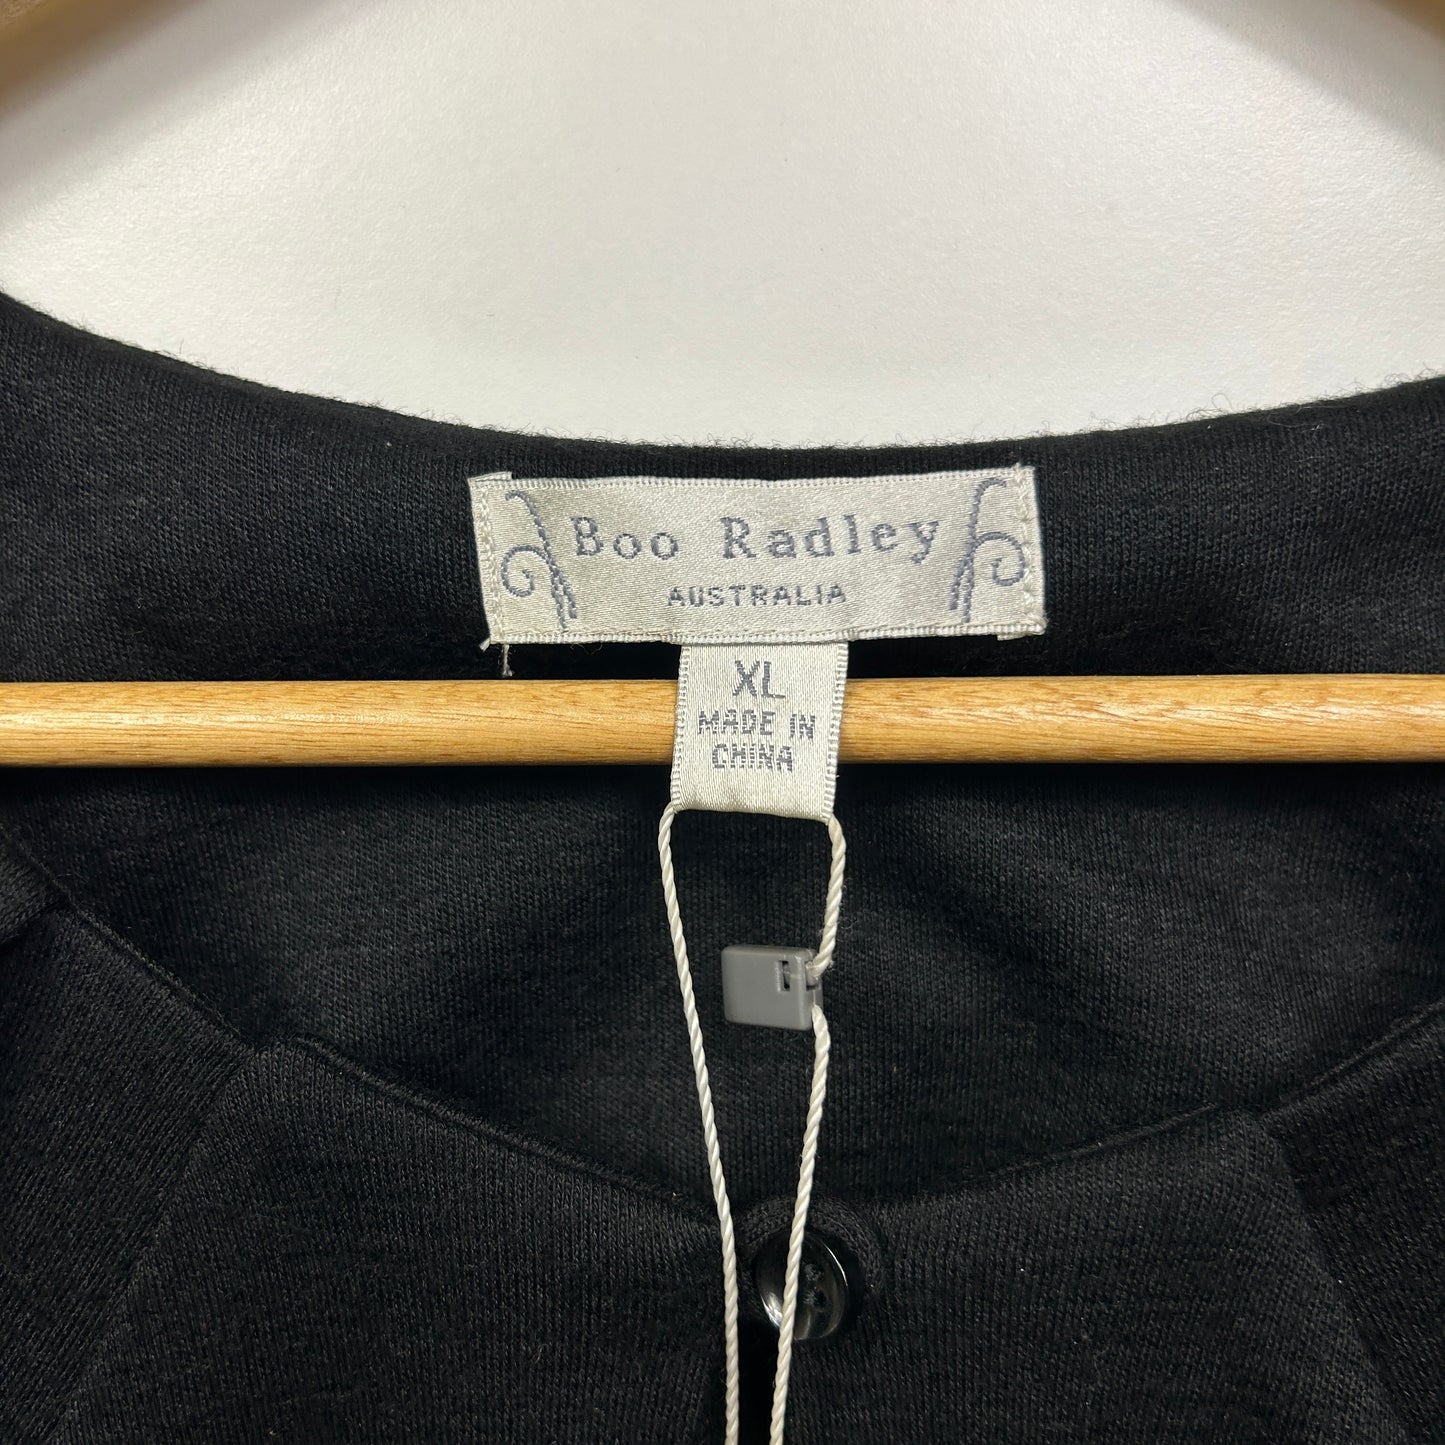 Boo Radley
AUSTRALIA
XL
MADE IN
CHINA